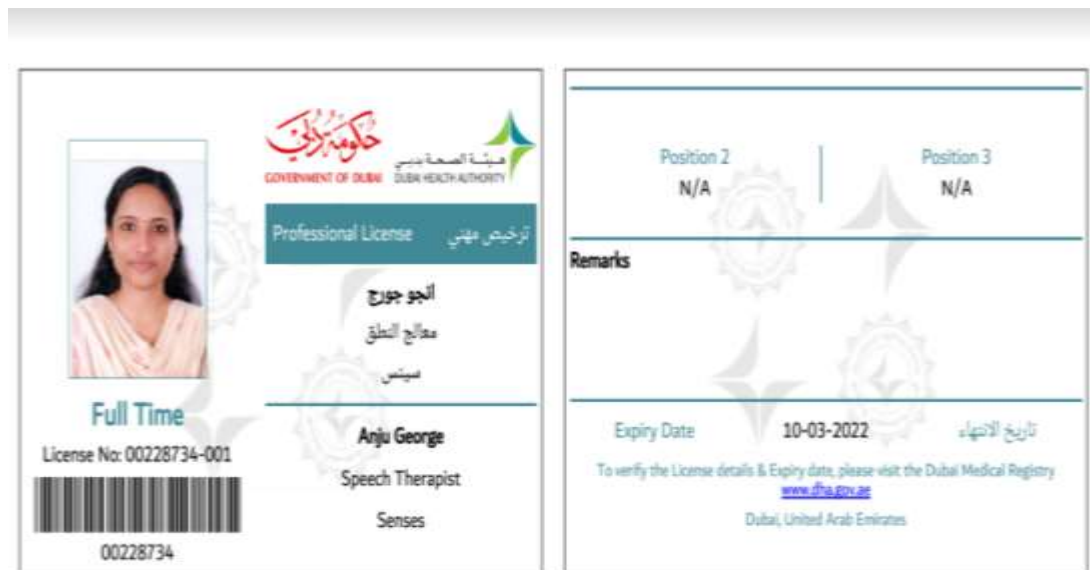 حكومة دبي
GOVERNMENT OF DUBAI
هيئة الصحة بدبي
DUBAI HEALTH AUTHORITY
Professional License ترخيص مهني
انجو جورج
معالج النطق
سينس
Full Time
License No: 00228734-001
00228734
Anju George
Speech Therapist
Senses
Position 2
N/A
Position 3
N/A
Remarks
Expiry Date 10-03-2022 تاريخ الانتهاء
To verify the License details & Expiry date, please visit the Dubai Medical Registry
www.dha.gov.ae
Dubai, United Arab Emirates